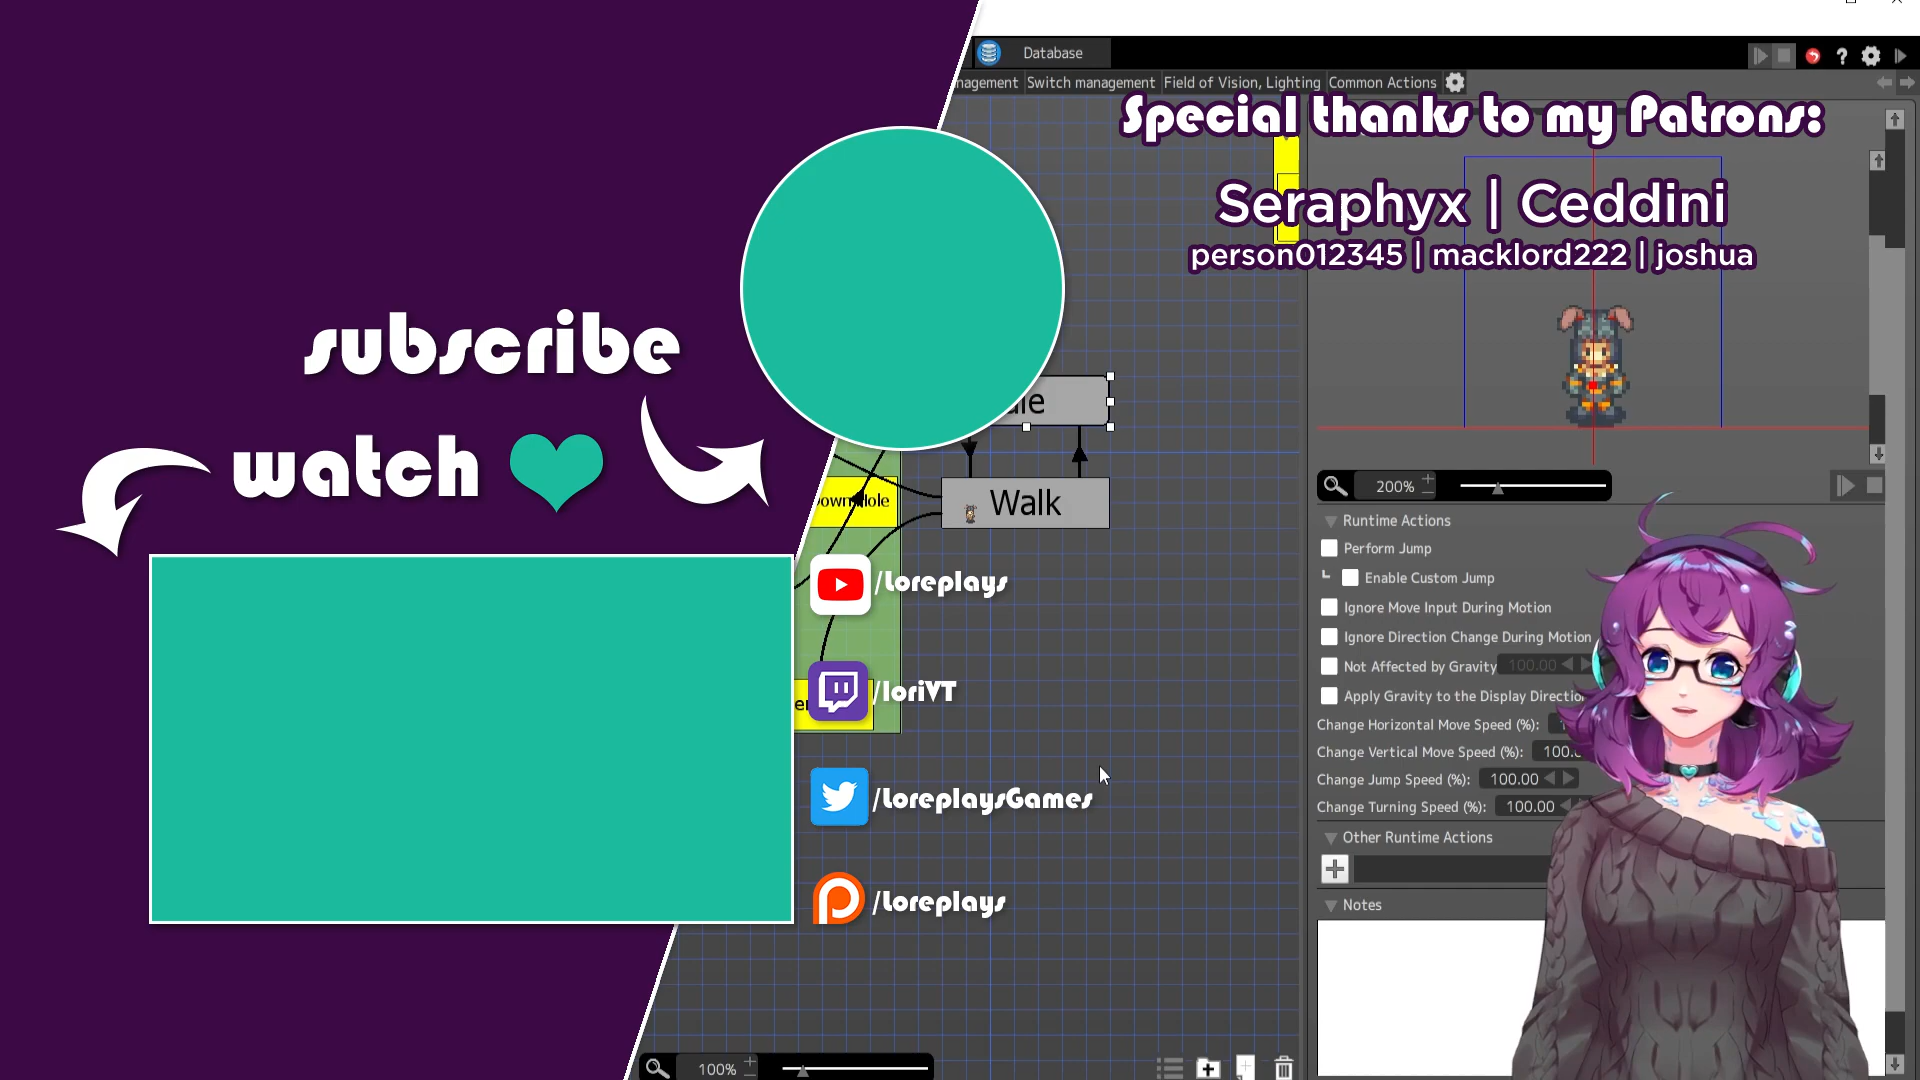 Database
Switch management
Field of Vision, Lighting
Common Actions
Special thanks to my Patrons:
Seraphyx | Ceddini
person012345 | macklord222 | joshua
subscribe
watch
Walk
200%
Runtime Actions
Perform Jump
Enable Custom Jump
Ignore Move Input During Motion
Ignore Direction Change During Motion
Not Affected by Gravity 100.00
Apply Gravity to the Display
Change Horizontal Move Speed (%):
Change Vertical Move Speed (%):
Change Jump Speed (%): 100.00
Change Turning Speed (%): 100.00
Other Runtime Actions
Notes
/Loreplays
/loriVT
/LoreplaysGames
/Loreplays
100%